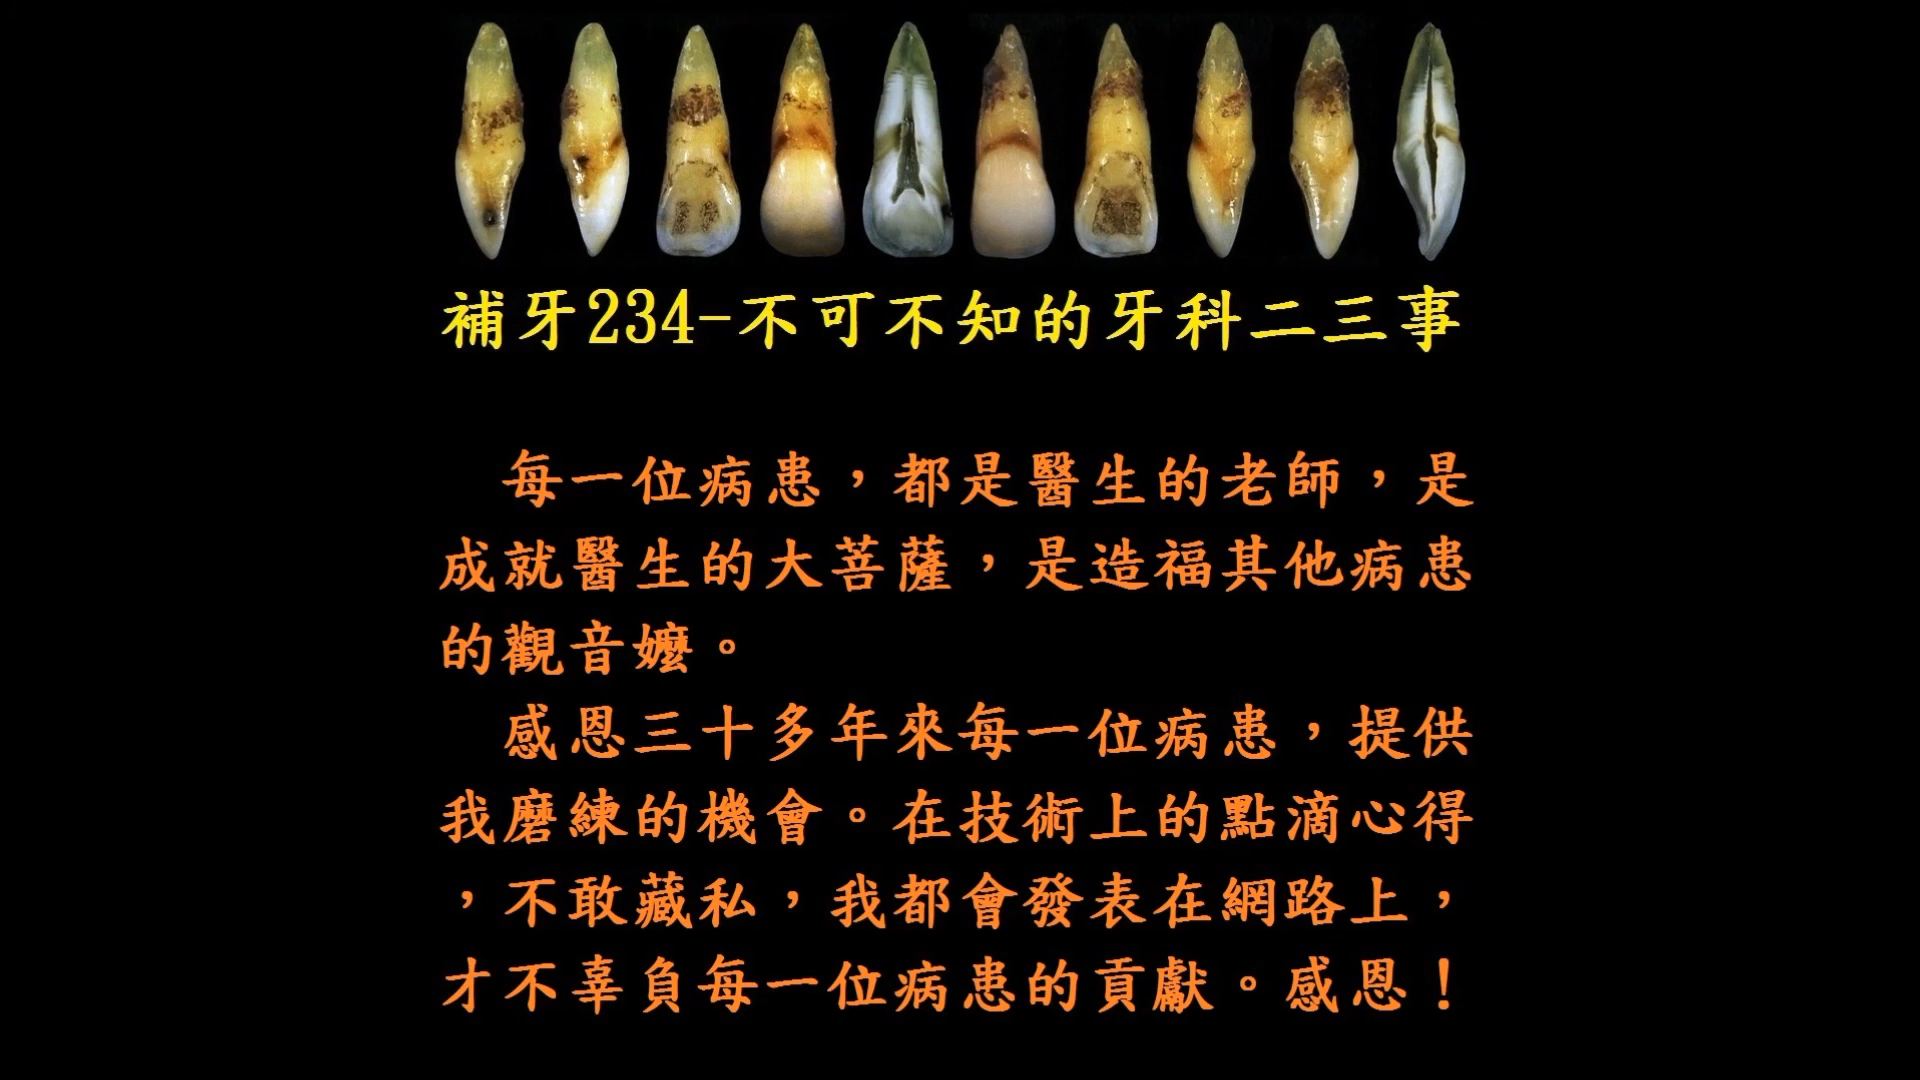 補牙234-不可不知的牙科二三事
每一位病患，都是醫生的老師，是
成就醫生的大菩薩，是造福其他病患
的觀音嬤。
感恩三十多年來每一位病患，提供
我磨練的機會。在技術上的點滴心得
，不敢藏私，我都會發表在網路上，
才不辜負每一位病患的貢獻。感恩！